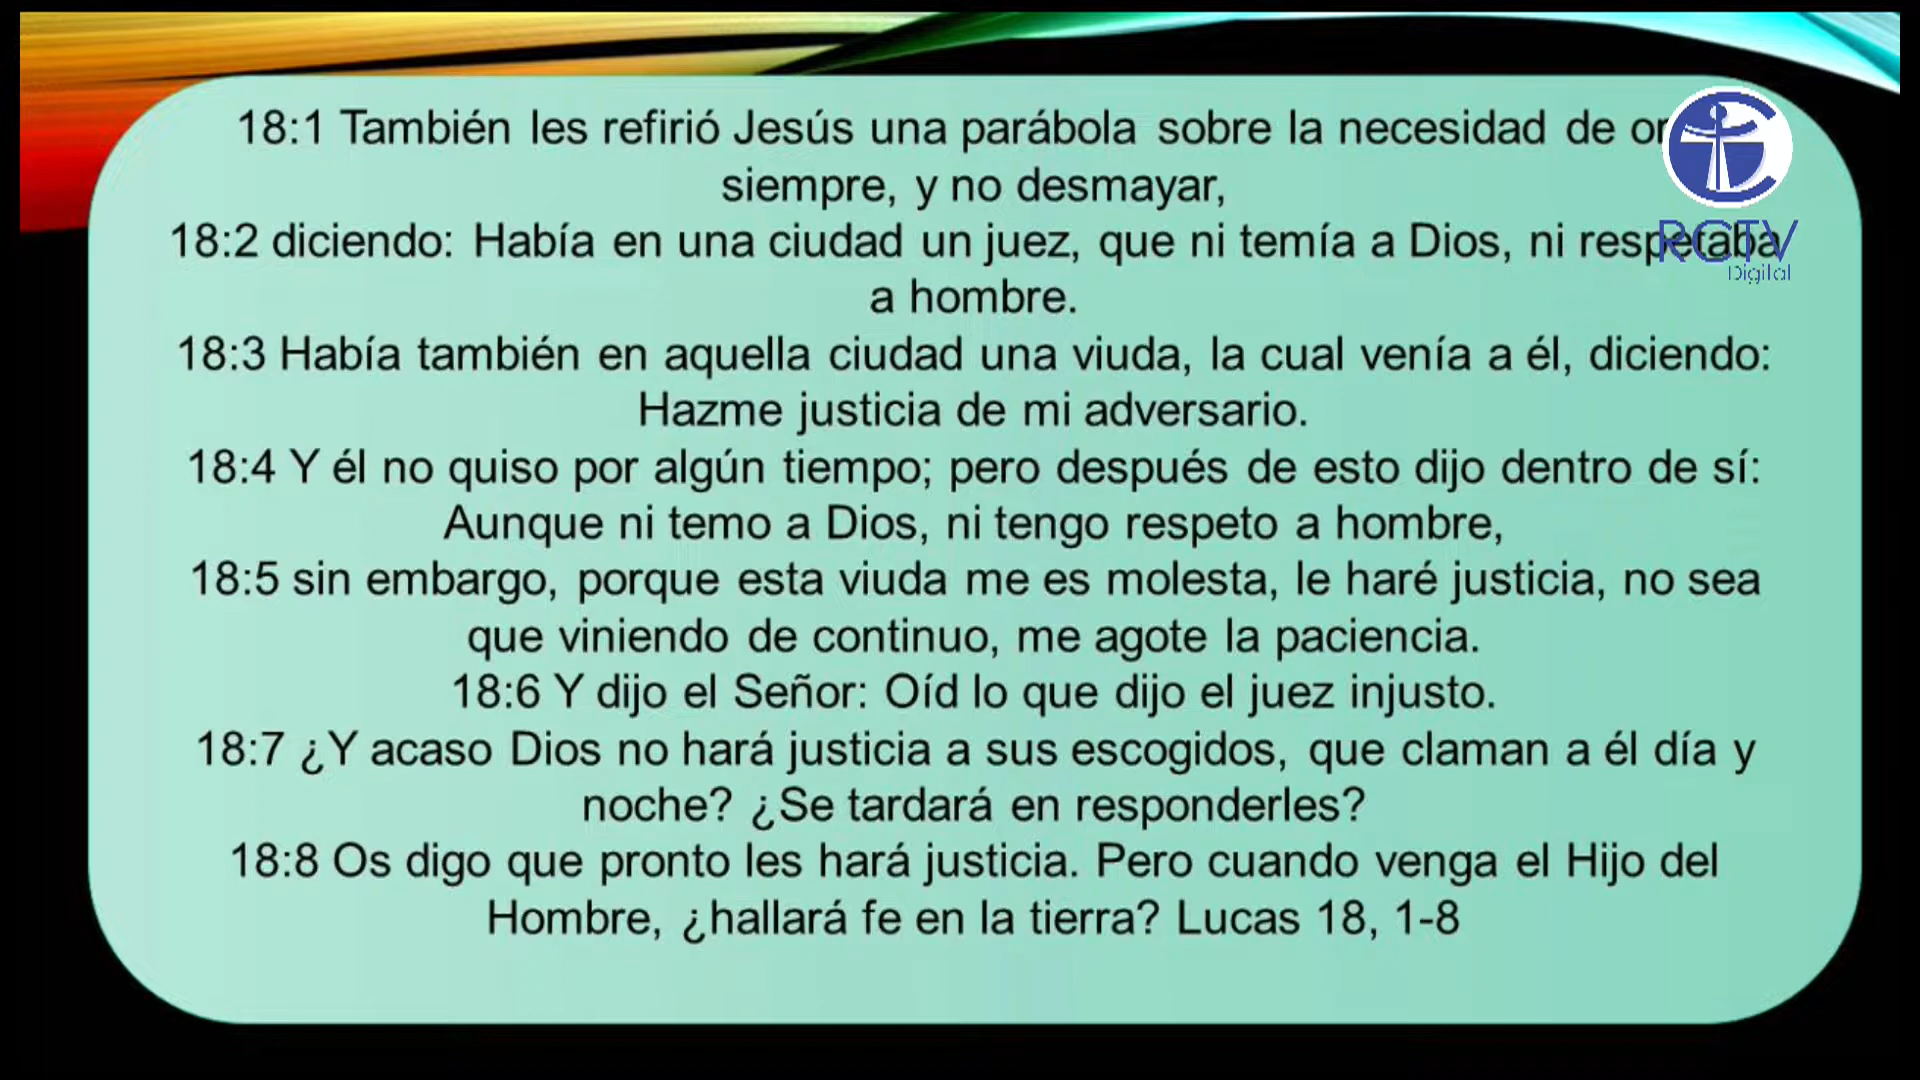 18:1 También les refirió Jesús una parábola sobre la necesidad de
siempre, y no desmayar,
18:2 diciendo: Había en una ciudad un juez, que ni temía a Dios, ni respetaba
a hombre.
18:3 Había también en aquella ciudad una viuda, la cual venía a él, diciendo:
Hazme justicia de mi adversario.
18:4 Y él no quiso por algún tiempo; pero después de esto dijo dentro de sí:
Aunque ni temo a Dios, ni tengo respeto a hombre,
18:5 sin embargo, porque esta viuda me es molesta, le haré justicia, no sea
que viniendo de continuo, me agote la paciencia.
18:6 Y dijo el Señor: Oíd lo que dijo el juez injusto.
18:7 ¿Y acaso Dios no hará justicia a sus escogidos, que claman a él día y
noche? ¿Se tardará en responderles?
18:8 Os digo que pronto les hará justicia. Pero cuando venga el Hijo del
Hombre, ¿hallará fe en la tierra? Lucas 18, 1-8
RCTV
Digital